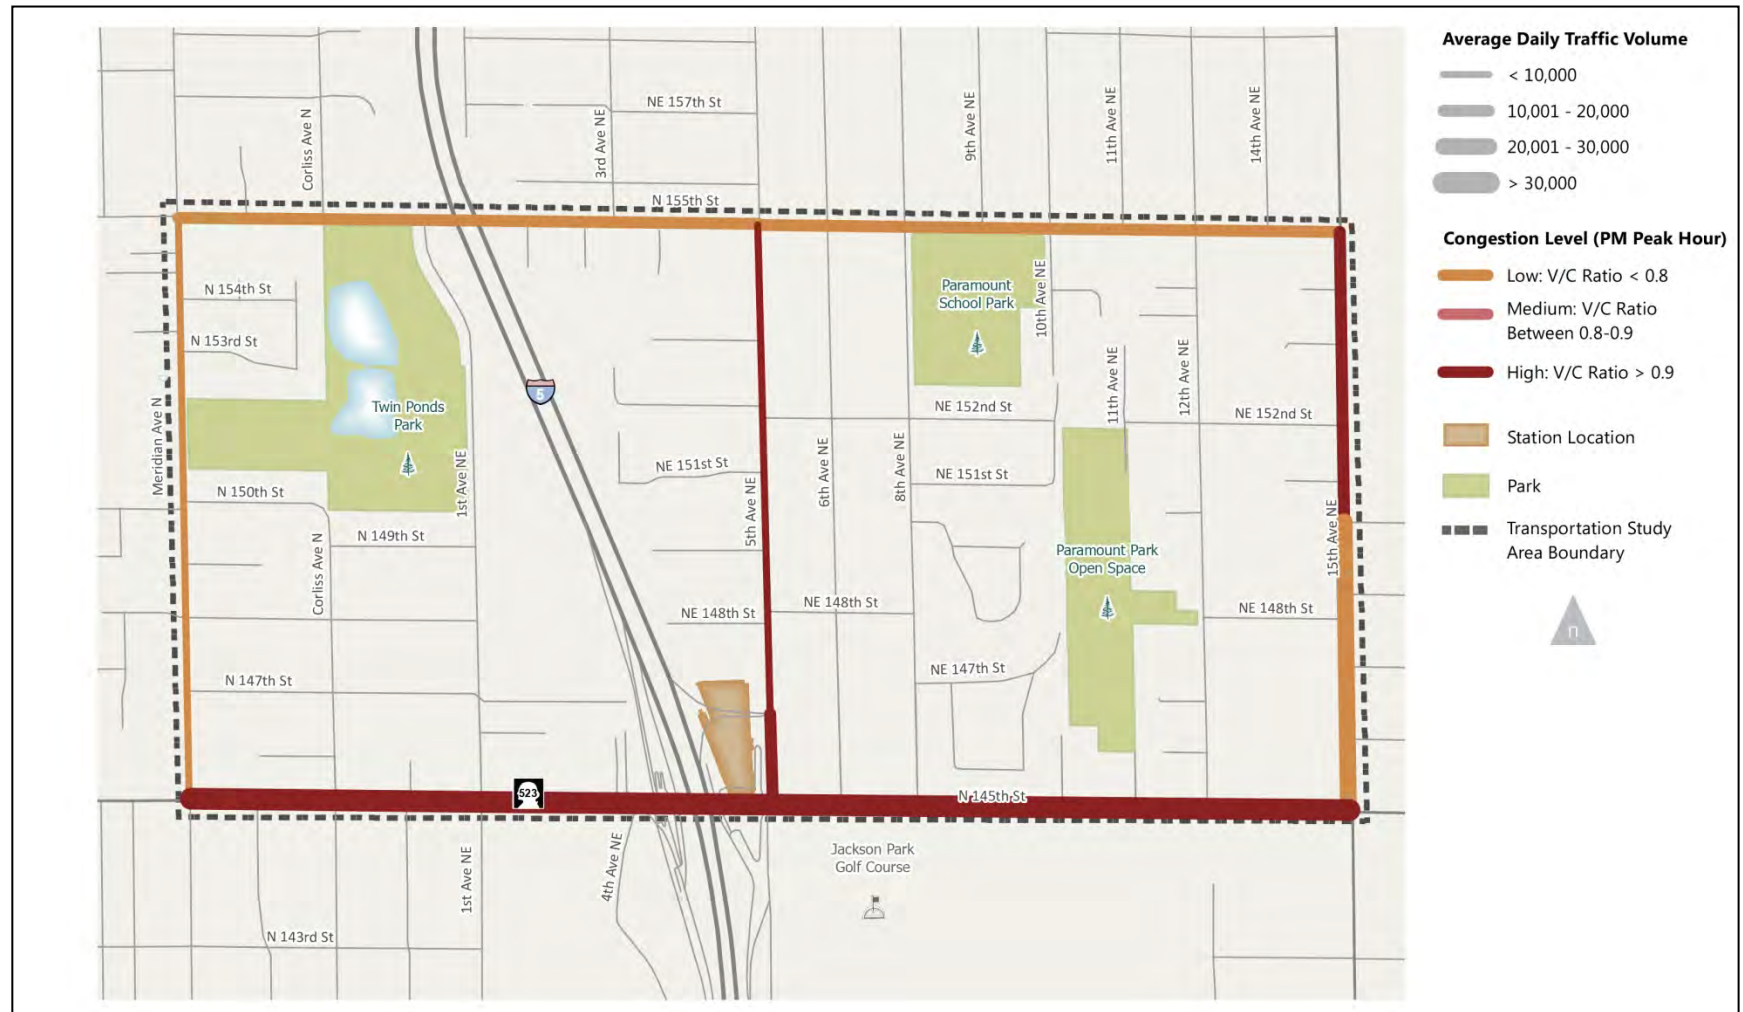 Average Daily Traffic Volume
< 10,000
10,001 - 20,000
20,001 - 30,000
> 30,000
Congestion Level (PM Peak Hour)
Low: V/C Ratio < 0.8
Medium: V/C Ratio
Between 0.8-0.9
High: V/C Ratio > 0.9
Station Location
Park
Transportation Study
Area Boundary
n
NE 157th St
Corliss Ave N
3rd Ave NE
9th Ave NE
11th Ave NE
14th Ave NE
N 155th St
N 154th St
N 153rd St
Paramount
School Park
10th Ave NE
5
Meridian Ave N
Twin Ponds
Park
1st Ave NE
NE 152nd St
11th Ave NE
12th Ave NE
NE 152nd St
NE 151st St
5th Ave NE
6th Ave NE
8th Ave NE
NE 151st St
N 150th St
N 149th St
Corliss Ave N
Paramount Park
Open Space
15th Ave NE
NE 148th St
NE 148th St
NE 148th St
N 147th St
NE 147th St
523
N 145th St
Jackson Park
Golf Course
1st Ave NE
4th Ave NE
N 143rd St